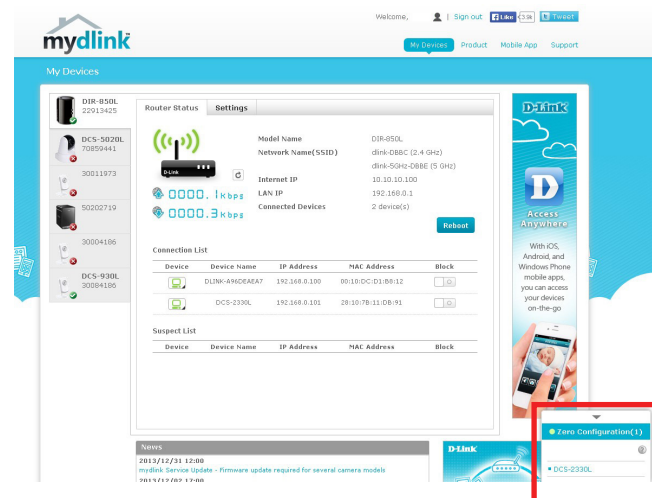 Welcome, | Sign out Like 3.9k Tweet
mydlink
My Devices Product Mobile App Support
My Devices
DIR-850L
22913425
DCS-5020L
70859441
30011973
50202719
30004186
DCS-930L
30084186
Router Status Settings
D-Link
0000.1Kbps
0000.3Kbps
Model Name DIR-850L
Network Name(SSID) dlink-DBBC (2.4 GHz)
dlink-5GHz-DBBE (5 GHz)
Internet IP 10.10.10.100
LAN IP 192.168.0.1
Connected Devices 2 device(s)
Reboot
Connection List
Device Device Name IP Address MAC Address Block
DLINK-A96DEAEA7 192.168.0.100 00:10:DC:D1:B8:12
DCS-2330L 192.168.0.101 28:10:7B:11:DB:91
Suspect List
Device Device Name IP Address MAC Address Block
D-Link
D
Access
Anywhere
With iOS,
Android, and
Windows Phone
mobile apps,
you can access
your devices
on-the-go
News
2013/12/31 12:00
mydlink Service Update - Firmware update required for several camera models
2013/12/02 17:00
D-Link
Zero Configuration(1)
DCS-2330L